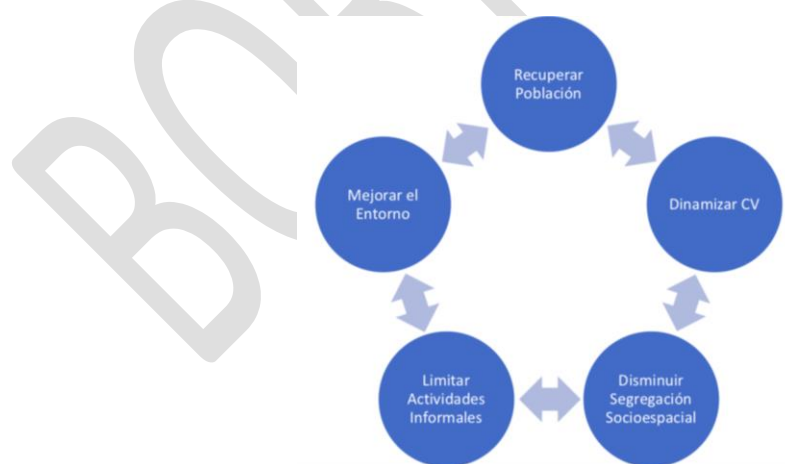 Recuperar
Población
Dinamizar CV
Disminuir
Segregación
Socioespacial
Limitar
Actividades
Informales
Mejorar el
Entorno